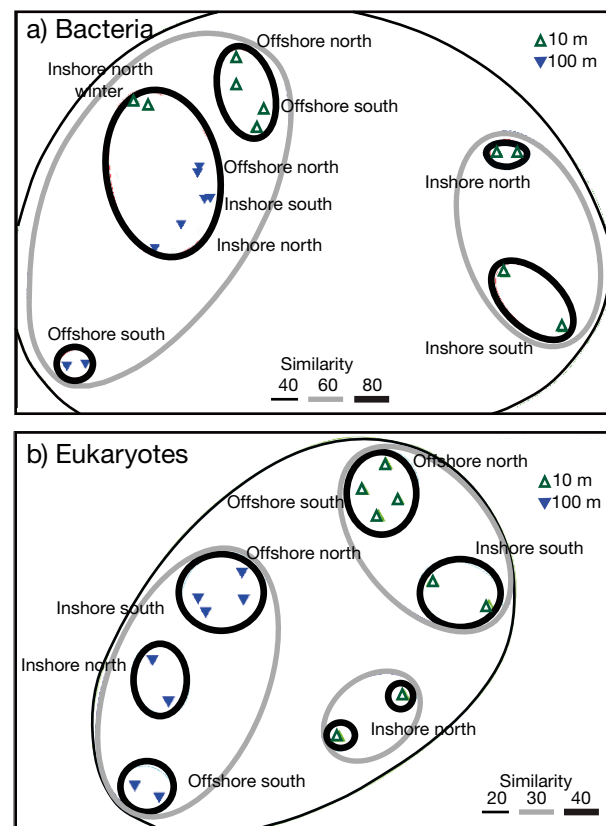 a) Bacteria
Offshore north
10 m
100 m
Inshore north
winter
Offshore south
Offshore north
Inshore north
Inshore south
Inshore north
Offshore south
Inshore south
Similarity
40 60 80
b) Eukaryotes
Offshore north
10 m
Offshore south
100 m
Inshore south
Offshore north
Inshore south
Inshore north
Inshore north
Offshore south
Similarity
20 30 40